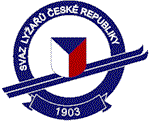 SVAZ LYŽAŘŮ ČESKÉ REPUBLIKY
1903